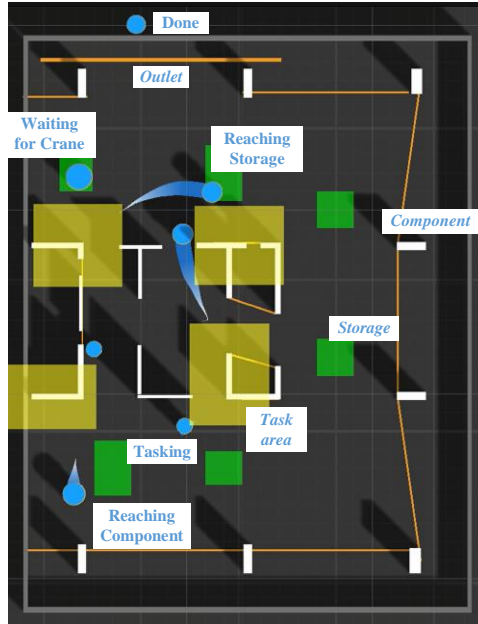 Done
Outlet
Waiting
for Crane
Reaching
Storage
Component
Storage
Task
area
Tasking
Reaching
Component